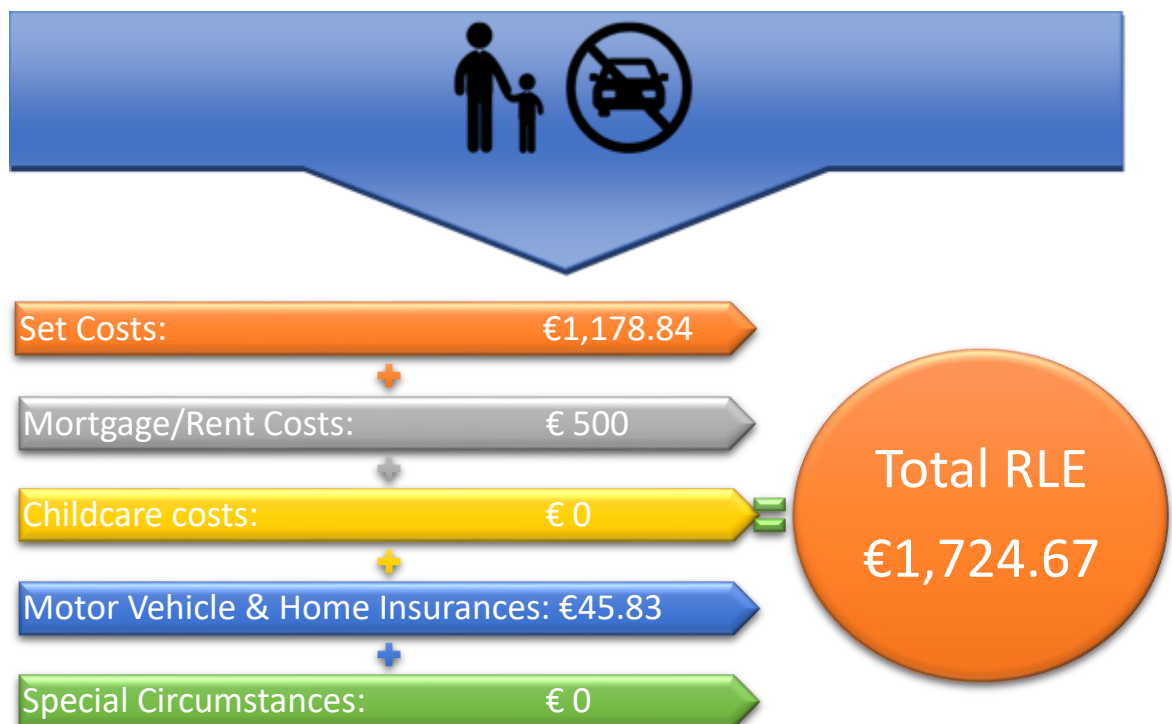 Set Costs: €1,178.84
Mortgage/Rent Costs: € 500
Childcare costs: € 0
Motor Vehicle & Home Insurances: €45.83
Special Circumstances: € 0
Total RLE
€1,724.67